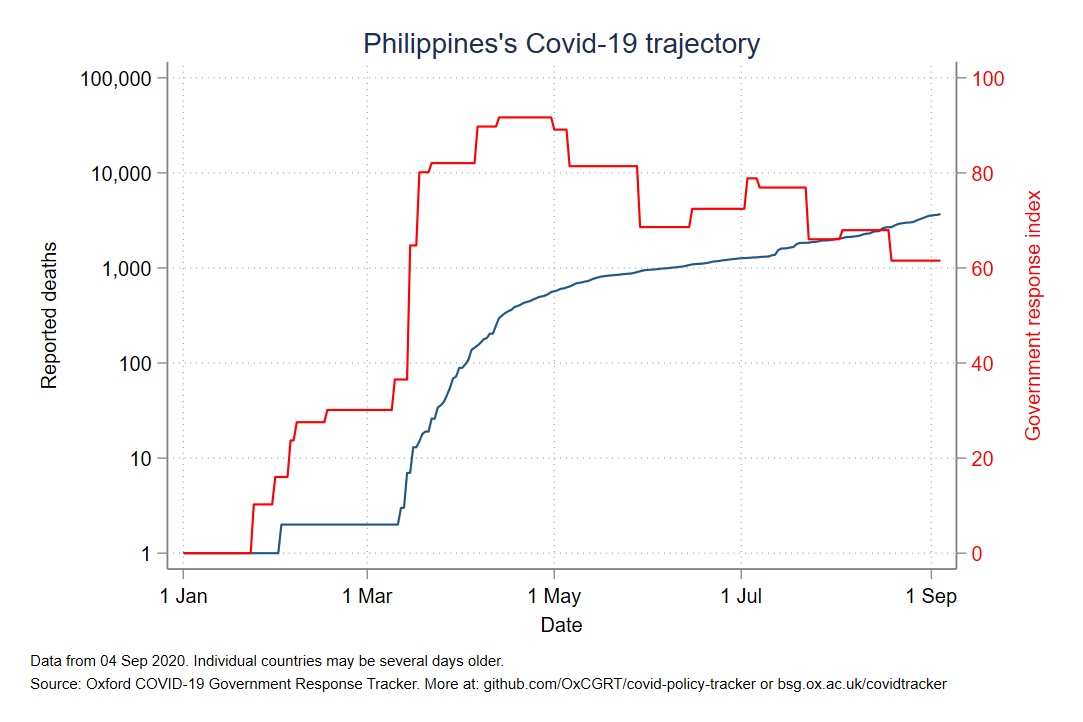 Philippines's Covid-19 trajectory
100,000
10,000
1,000
100
10
1
Reported deaths
100
80
60
40
20
0
Government response index
1 Jan
1 Mar
1 May
1 Jul
1 Sep
Date
Data from 04 Sep 2020. Individual countries may be several days older.
Source: Oxford COVID-19 Government Response Tracker. More at: github.com/OxCGRT/covid-policy-tracker or bsg.ox.ac.uk/covidtracker